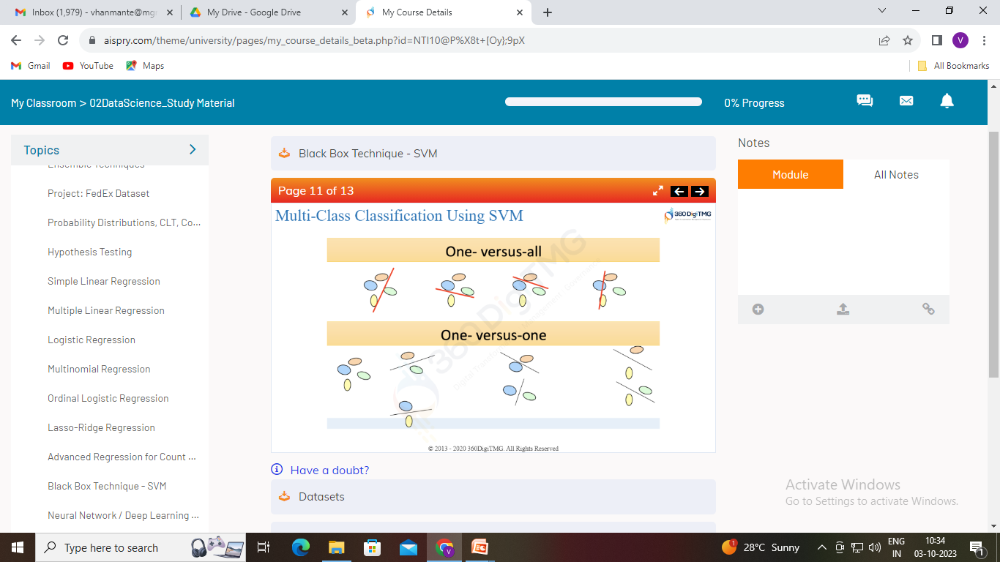 Inbox (1,979) - vhanmante@mg
My Drive - Google Drive
My Course Details
aispry.com/theme/university/pages/my_course_details_beta.php?id=NTI10@P%X8t+[Oy};9pX
V
Gmail
YouTube
Maps
All Bookmarks
My Classroom > 02DataScience_Study Material
0% Progress
Topics
Ensemble Techniques
Project: FedEx Dataset
Probability Distributions, CLT, Co...
Hypothesis Testing
Simple Linear Regression
Multiple Linear Regression
Logistic Regression
Multinomial Regression
Ordinal Logistic Regression
Lasso-Ridge Regression
Advanced Regression for Count ...
Black Box Technique - SVM
Neural Network / Deep Learning ...
Black Box Technique - SVM
Page 11 of 13
Multi-Class Classification Using SVM
360DigiTMG
One- versus-all
One- versus-one
360DigiTMG
© 2013 - 2020 360DigiTMG. All Rights Reserved
Have a doubt?
Datasets
Notes
Module
All Notes
Activate Windows
Go to Settings to activate Windows.
Type here to search
V
1
28°C Sunny
ENG
IN
10:34
03-10-2023
1